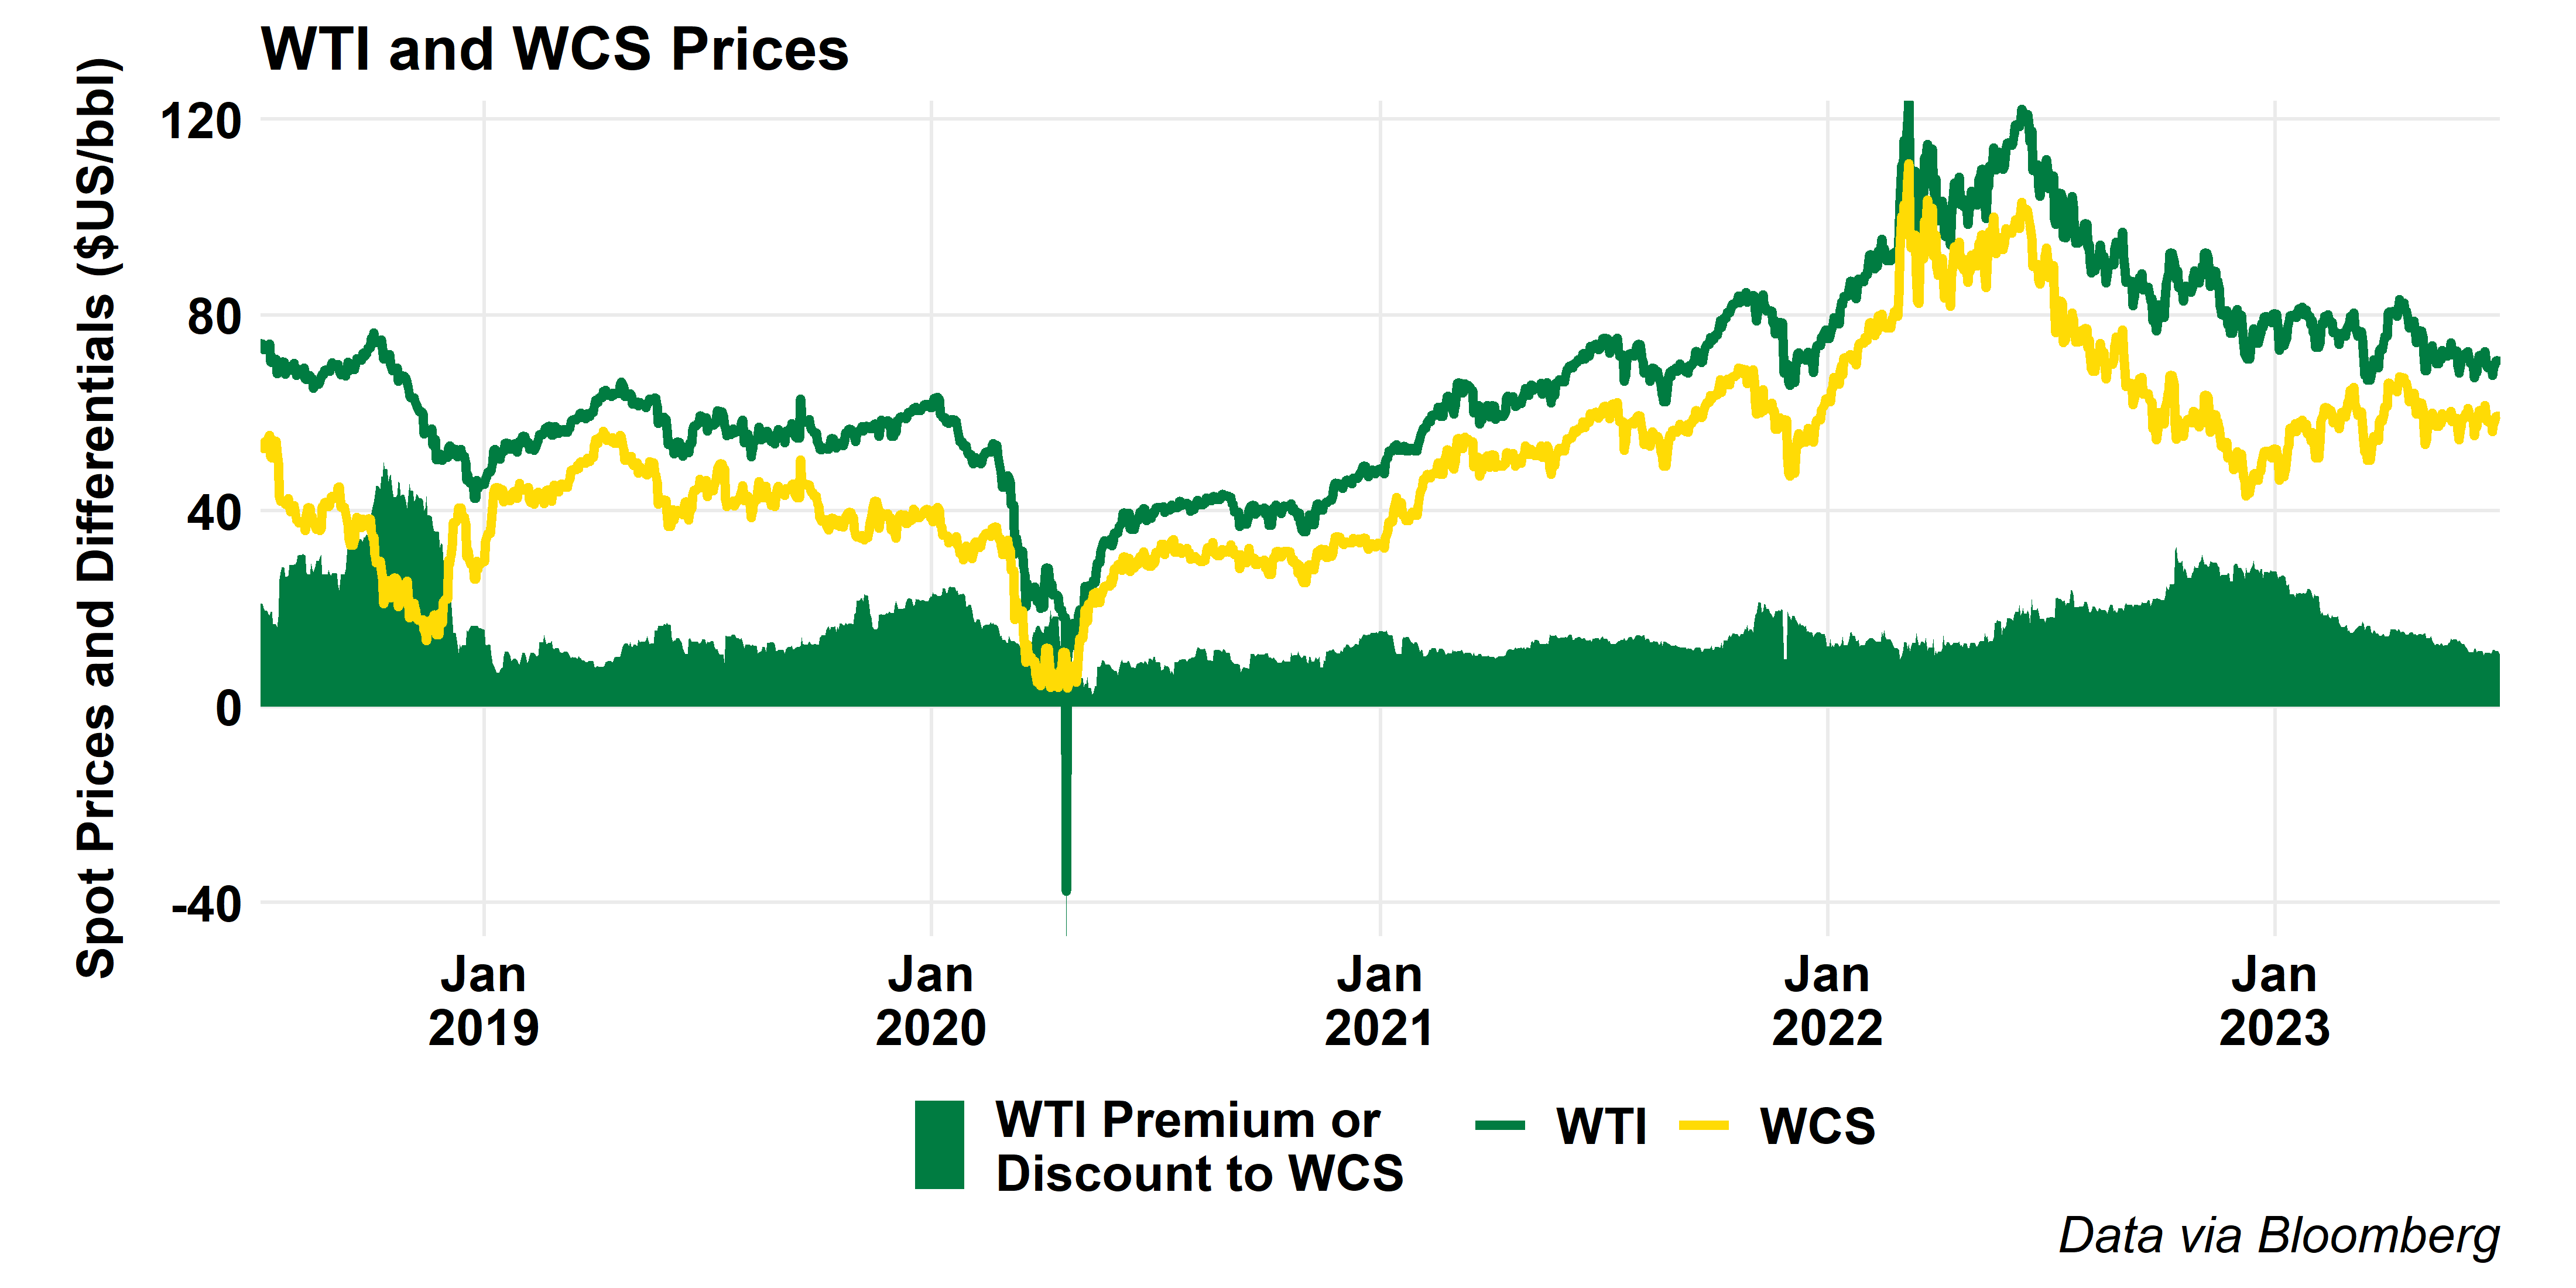 WTI and WCS Prices
Spot Prices and Differentials ($US/bbl)
120
80
40
0
-40
Jan
2019
Jan
2020
Jan
2021
Jan
2022
Jan
2023
WTI Premium or
Discount to WCS
WTI
WCS
Data via Bloomberg